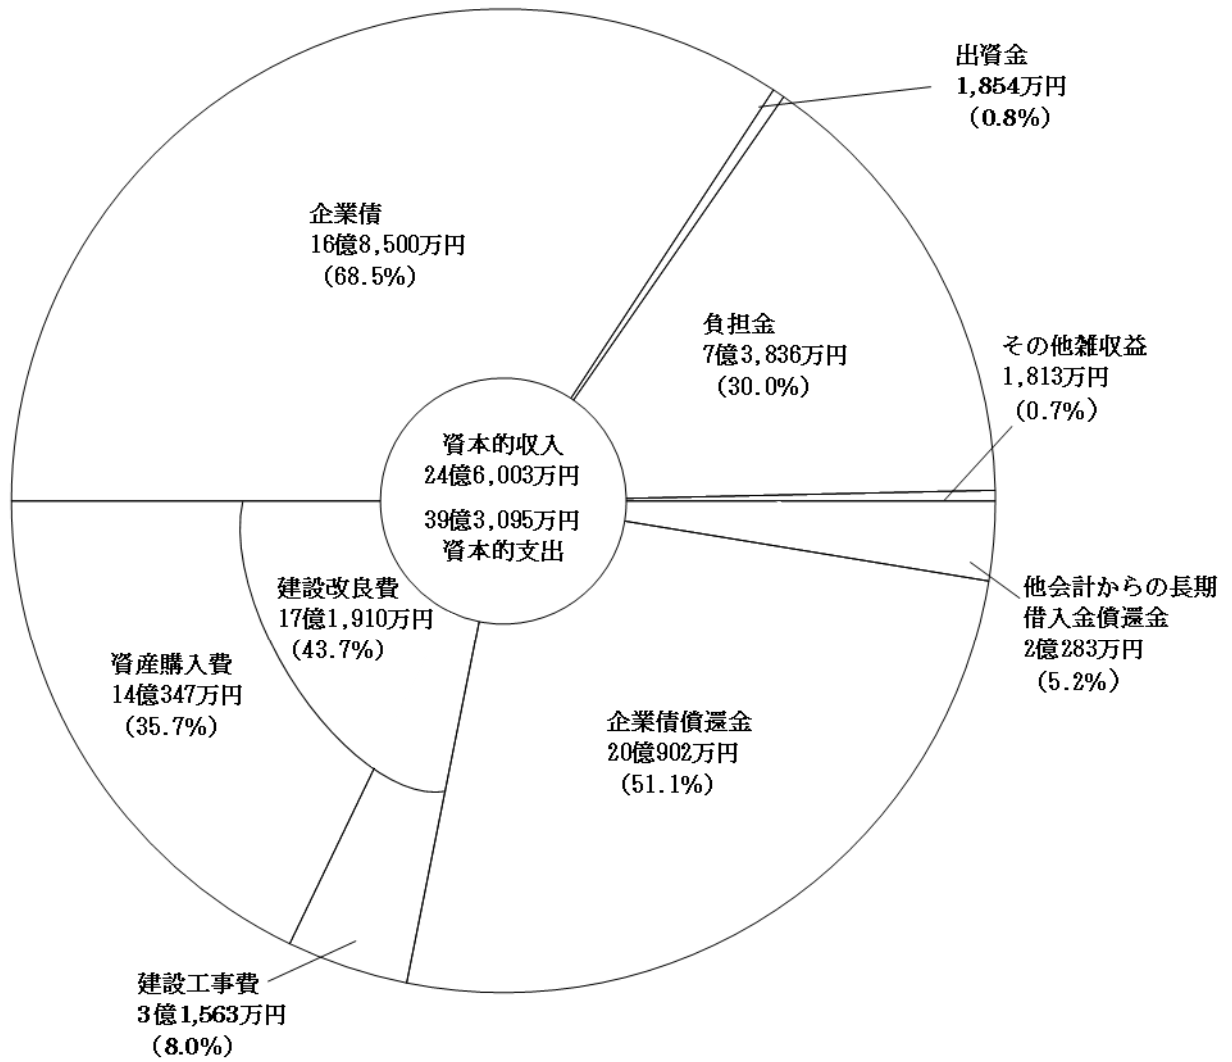 出資金
1,854万円
（0.8%）
企業債
16億8,500万円
（68.5%）
負担金
7億3,836万円
（30.0%）
その他雑収益
1,813万円
（0.7%）
資本的収入
24億6,003万円
39億3,095万円
資本的支出
建設改良費
17億1,910万円
（43.7%）
他会計からの長期
借入金償還金
2億283万円
（5.2%）
資産購入費
14億347万円
（35.7%）
企業債償還金
20億902万円
（51.1%）
建設工事費
3億1,563万円
（8.0%）